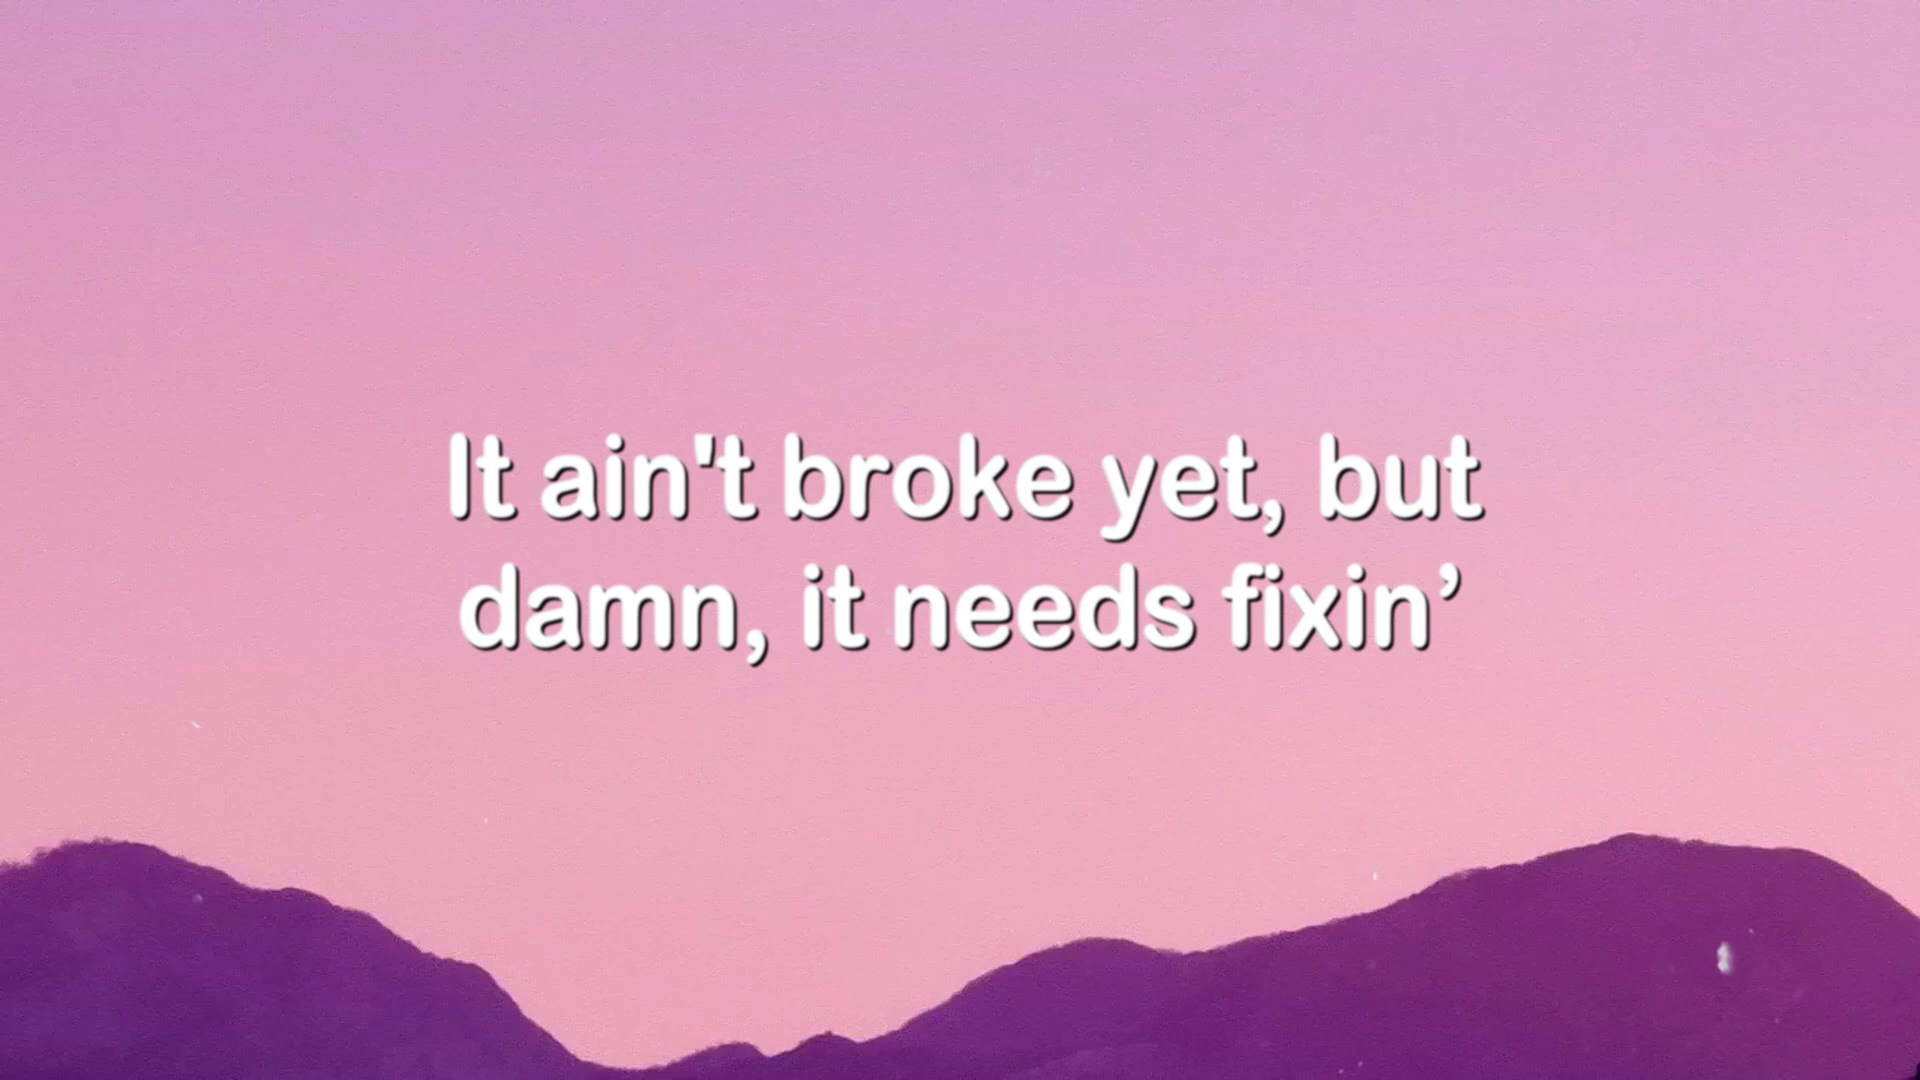 It ain't broke yet, but
damn, it needs fixin’